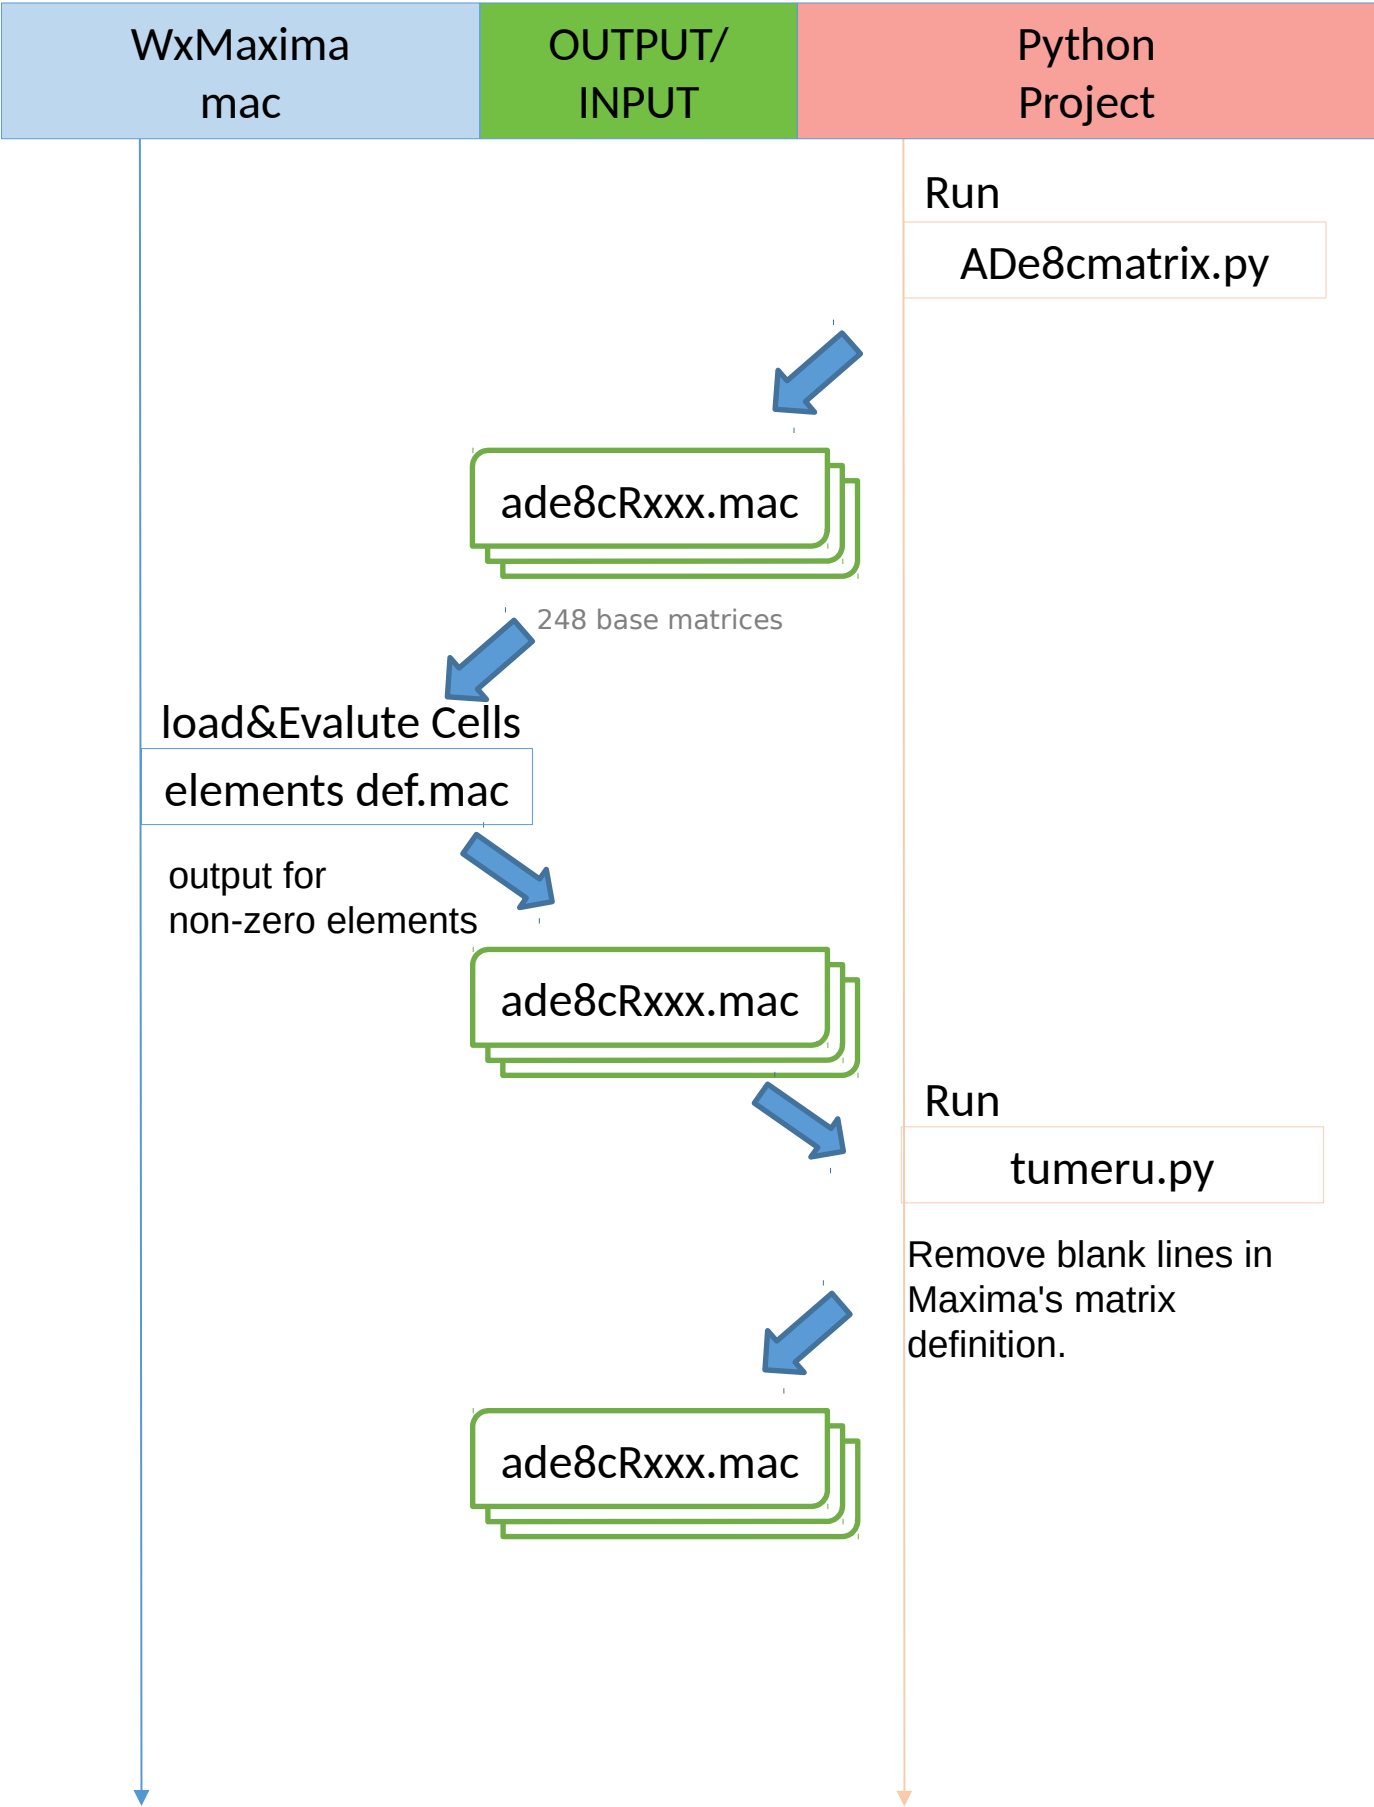 WxMaxima
mac
OUTPUT/
INPUT
Python
Project
Run
ADe8cmatrix.py
ade8cRxxx.mac
248 base matrices
load&Evalute Cells
elements def.mac
output for
non-zero elements
ade8cRxxx.mac
Run
tumeru.py
Remove blank lines in
Maxima's matrix
definition.
ade8cRxxx.mac